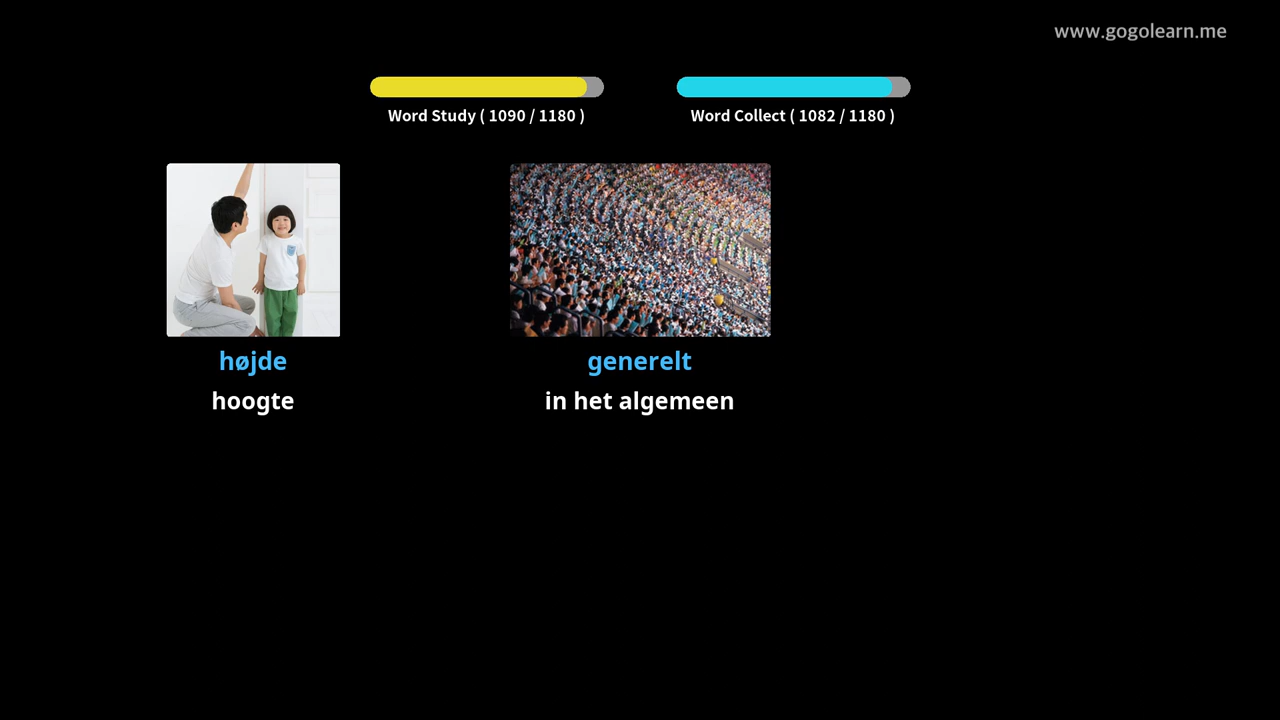 www.gogolearn.me
Word Study ( 1090 / 1180 )
Word Collect ( 1082 / 1180 )
højde
generelt
hoogte
in het algemeen